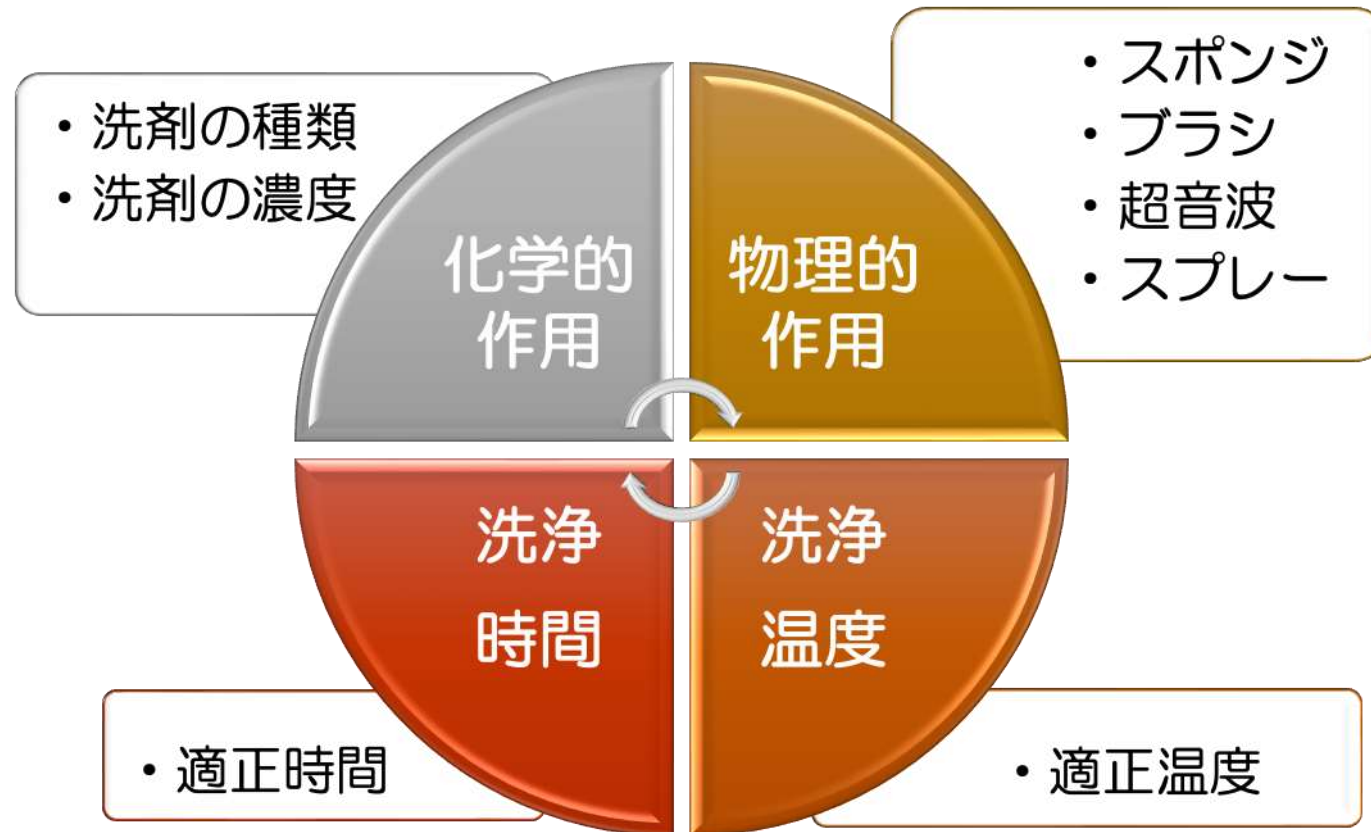 ・洗剤の種類
・洗剤の濃度
・スポンジ
・ブラシ
・超音波
・スプレー
化学的
作用
物理的
作用
洗浄
時間
洗浄
温度
・適正時間
・適正温度